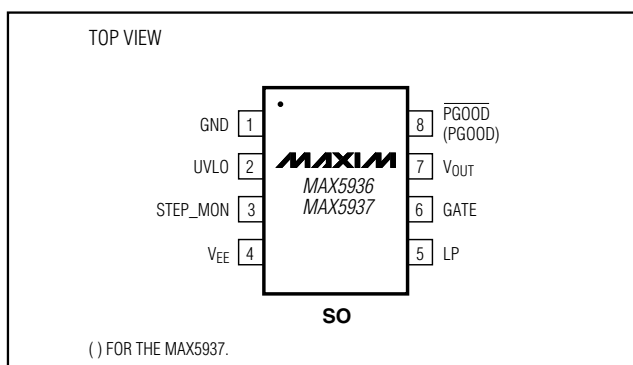 TOP VIEW
GND 1
UVLO 2
STEP_MON 3
VEE 4
MAXIM
MAX5936
MAX5937
8 PGOOD
(PGOOD)
7 VOUT
6 GATE
5 LP
SO
( ) FOR THE MAX5937.